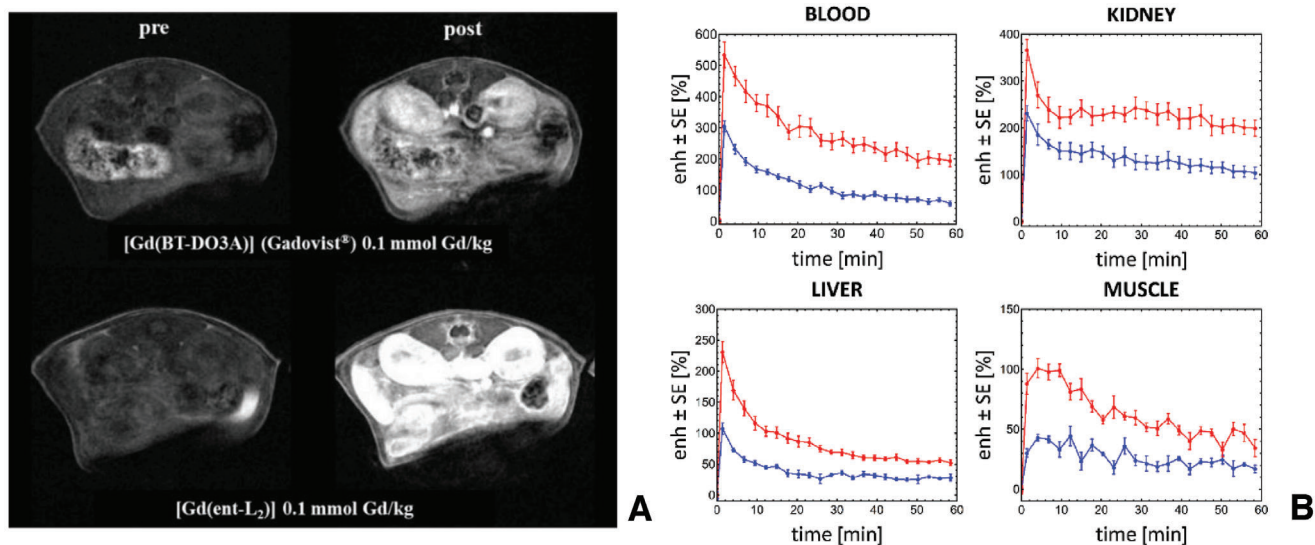 pre
post
[Gd(BT-DO3A)] (Gadovist®) 0.1 mmol Gd/kg
[Gd(ent-L₂)] 0.1 mmol Gd/kg
A
BLOOD
enh ± SE [%]
600
500
400
300
200
100
0
0 10 20 30 40 50 60
time [min]
KIDNEY
enh ± SE [%]
400
300
200
100
0
0 10 20 30 40 50 60
time [min]
LIVER
enh ± SE [%]
300
250
200
150
100
50
0
0 10 20 30 40 50 60
time [min]
MUSCLE
enh ± SE [%]
150
100
50
0
0 10 20 30 40 50 60
time [min]
B